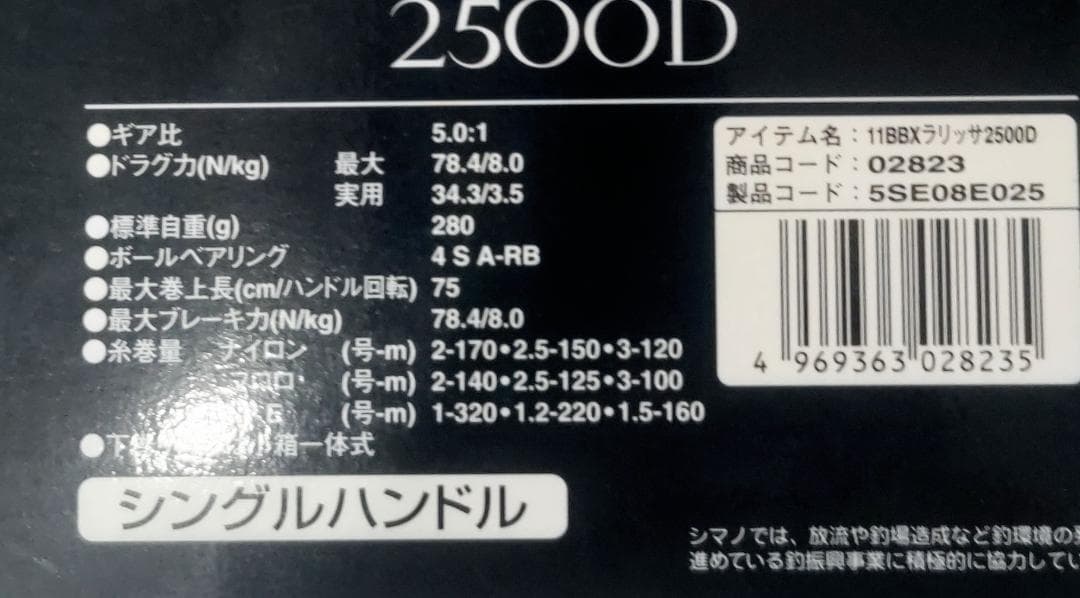 2500D
●ギア比 5.0:1
●ドラグ力(N/kg) 最大 78.4/8.0
実用 34.3/3.5
●標準自重(g) 280
●ボールベアリング 4 S A-RB
●最大巻上長(cm/ハンドル回転) 75
●最大ブレーキ力(N/kg) 78.4/8.0
●糸巻量 ナイロン (号-m) 2-170•2.5-150•3-120
フロロ (号-m) 2-140•2.5-125•3-100
(号-m) 1-320•1.2-220•1.5-160
箱一体式
シングルハンドル
アイテム名：11BBXラリッサ2500D
商品コード：02823
製品コード：5SE08E025
4 969363 028235
シマノでは、放流や釣場造成など釣環境の
進めている釣振興事業に積極的に協力してい